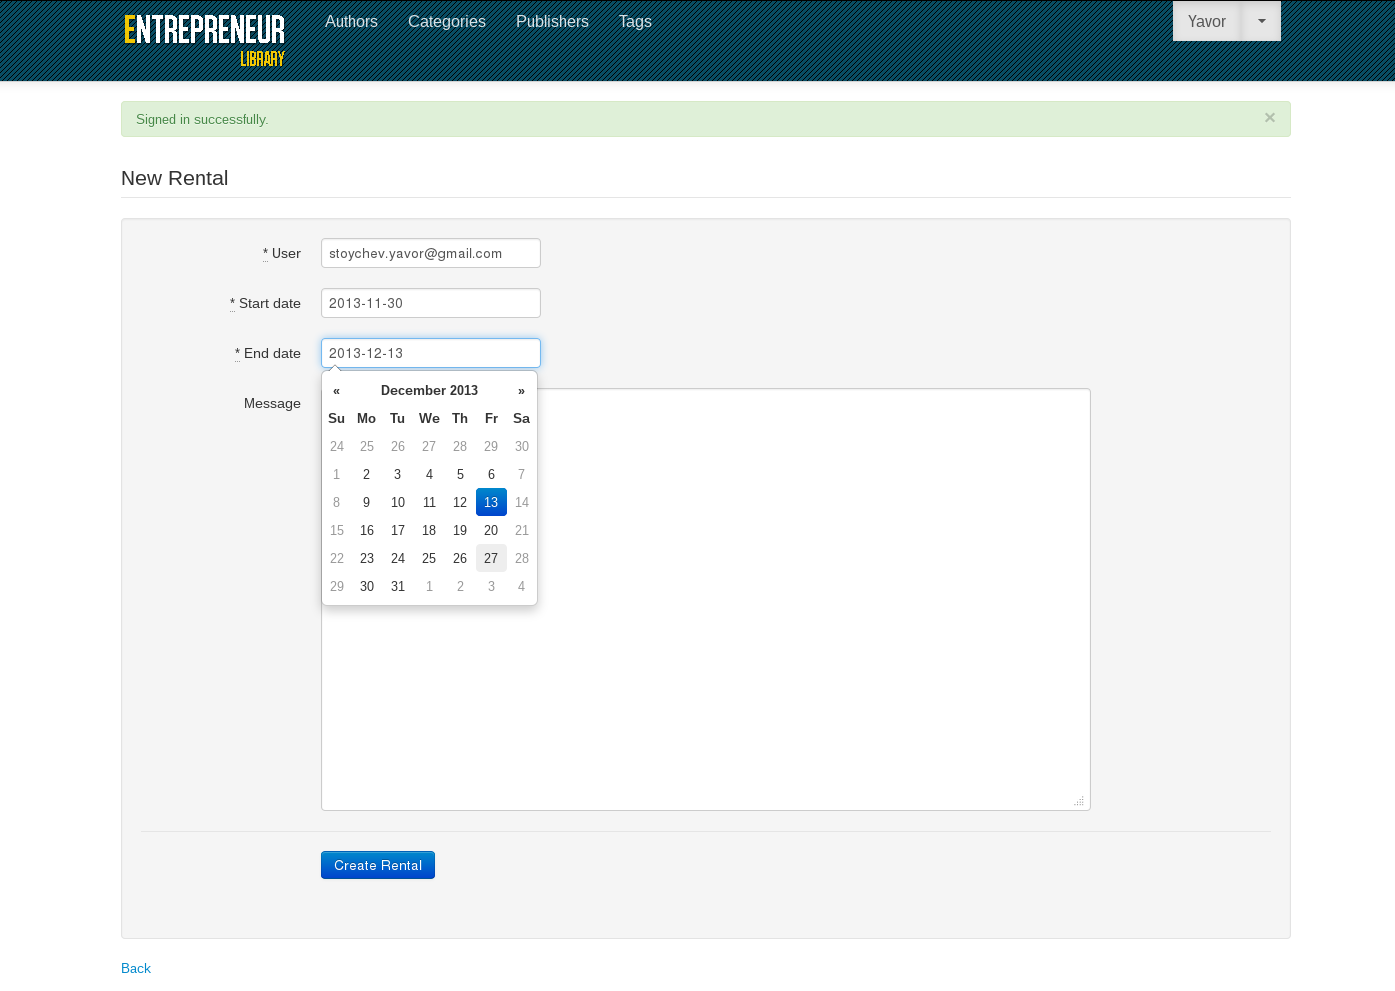 ENTREPRENEUR
LIBRARY
Authors Categories Publishers Tags Yavor
Signed in successfully. ×
New Rental
* User stoychev.yavor@gmail.com
* Start date 2013-11-30
* End date 2013-12-13
Message
« December 2013 »
Su Mo Tu We Th Fr Sa
24 25 26 27 28 29 30
1 2 3 4 5 6 7
8 9 10 11 12 13 14
15 16 17 18 19 20 21
22 23 24 25 26 27 28
29 30 31 1 2 3 4
Create Rental
Back